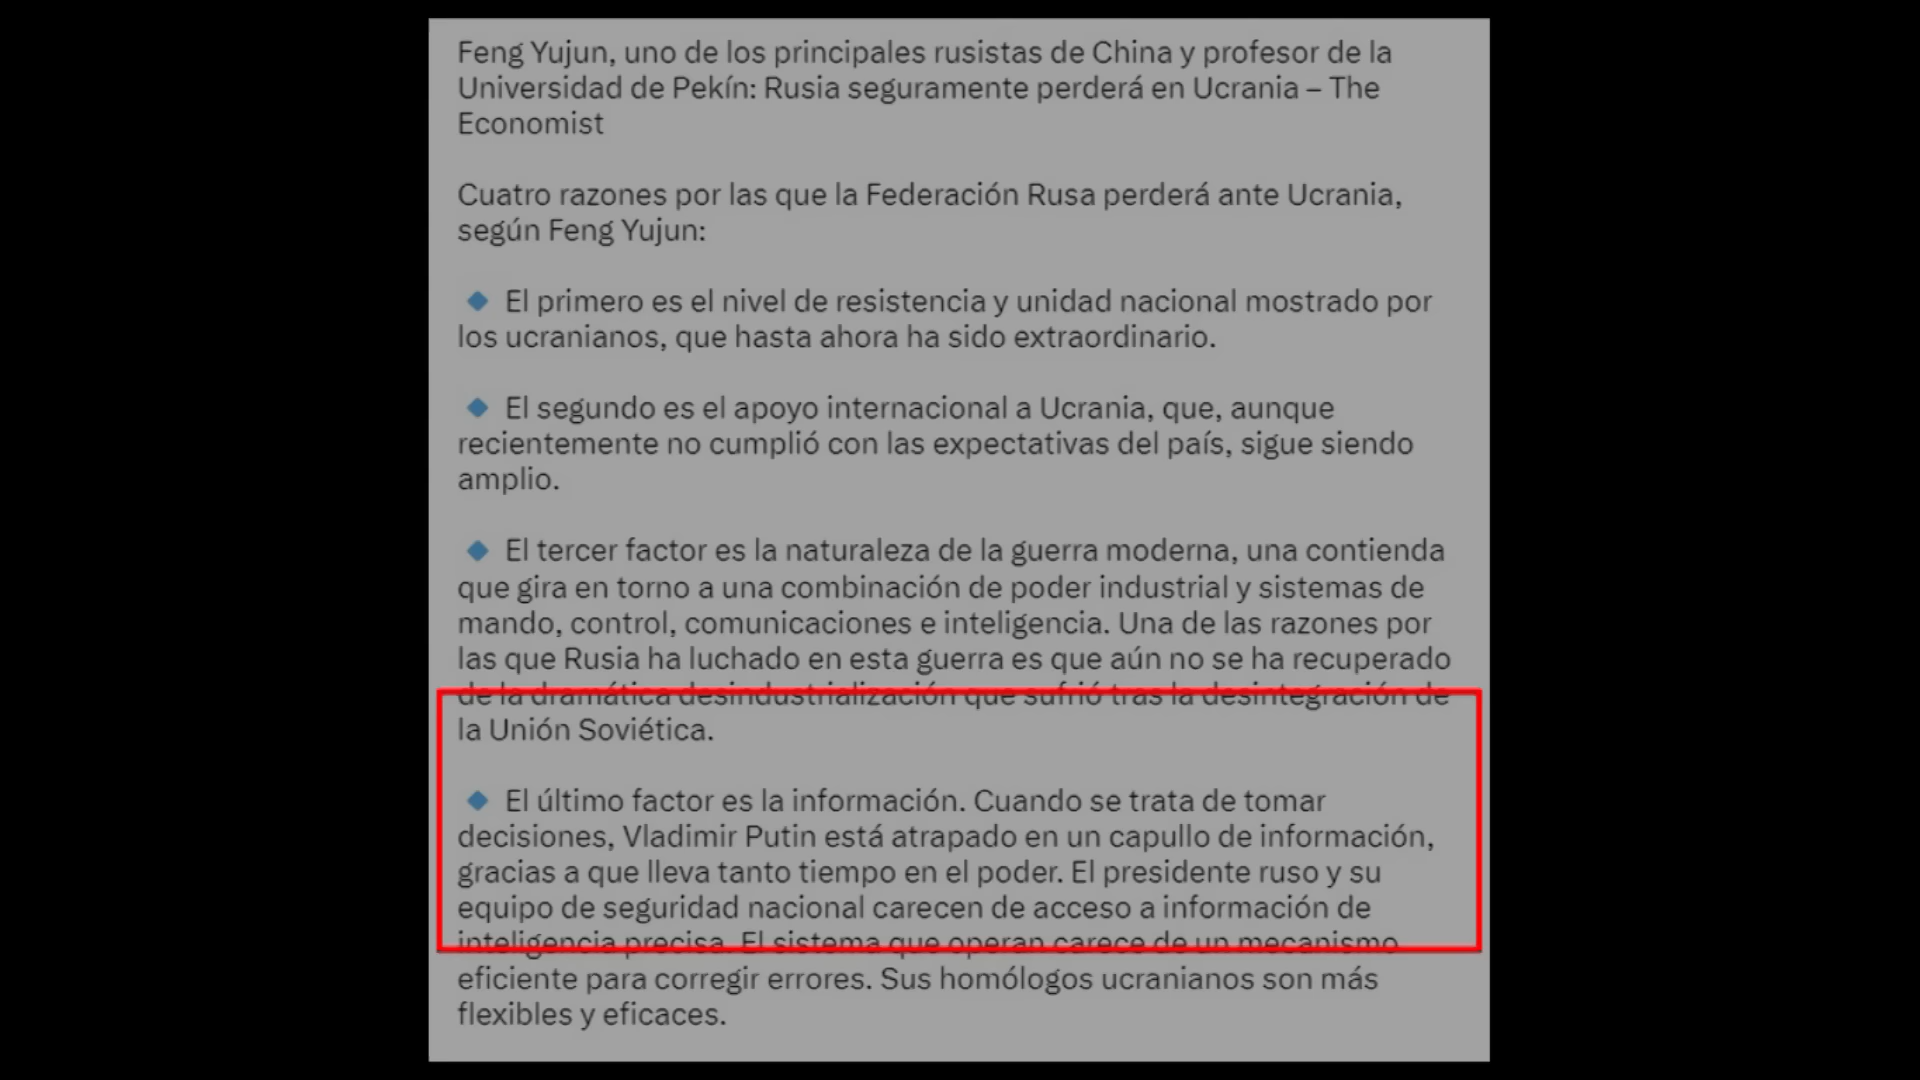 Feng Yujun, uno de los principales rusistas de China y profesor de la
Universidad de Pekín: Rusia seguramente perderá en Ucrania – The
Economist
Cuatro razones por las que la Federación Rusa perderá ante Ucrania,
según Feng Yujun:
El primero es el nivel de resistencia y unidad nacional mostrado por
los ucranianos, que hasta ahora ha sido extraordinario.
El segundo es el apoyo internacional a Ucrania, que, aunque
recientemente no cumplió con las expectativas del país, sigue siendo
amplio.
El tercer factor es la naturaleza de la guerra moderna, una contienda
que gira en torno a una combinación de poder industrial y sistemas de
mando, control, comunicaciones e inteligencia. Una de las razones por
las que Rusia ha luchado en esta guerra es que aún no se ha recuperado
de la dramática desindustrialización que sufrió tras la desintegración de
la Unión Soviética.
El último factor es la información. Cuando se trata de tomar
decisiones, Vladimir Putin está atrapado en un capullo de información,
gracias a que lleva tanto tiempo en el poder. El presidente ruso y su
equipo de seguridad nacional carecen de acceso a información de
inteligencia precisa. El sistema que operan carece de un mecanismo
eficiente para corregir errores. Sus homólogos ucranianos son más
flexibles y eficaces.